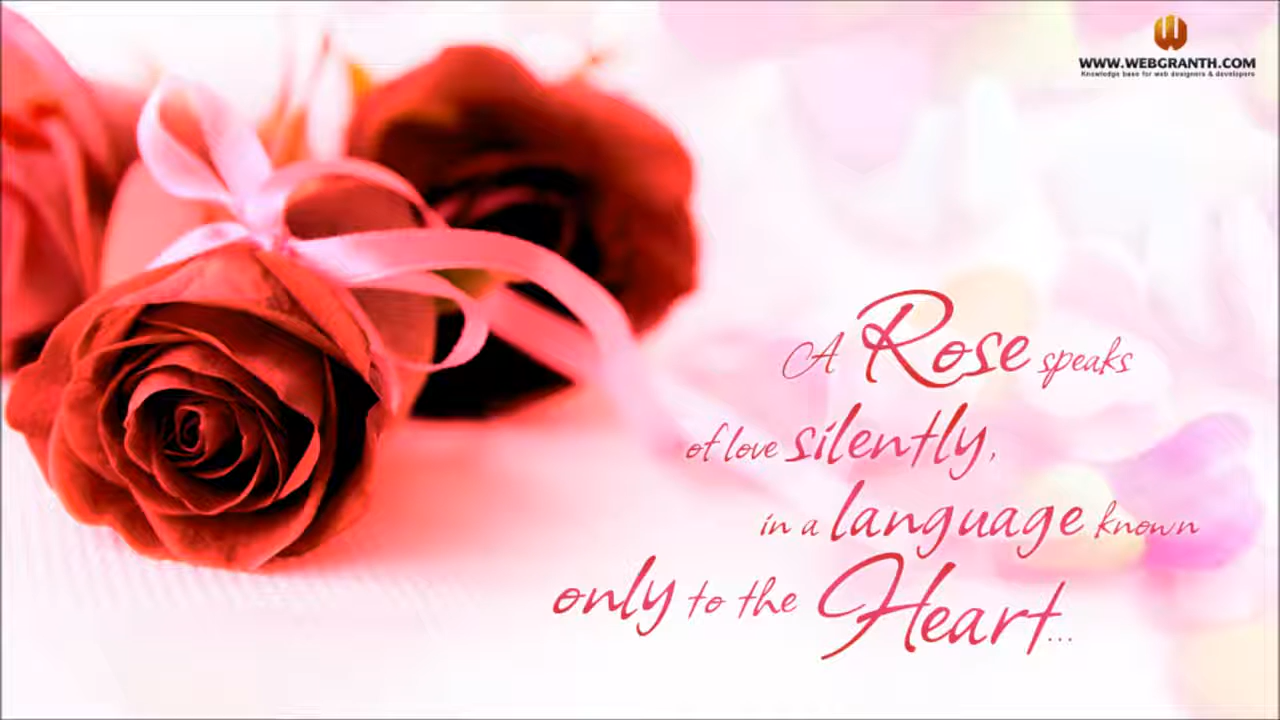 W
WWW.WEBGRANTH.COM
Knowledge base for web designers & developers
A Rose speaks
of love silently,
in a language known
only to the Heart...